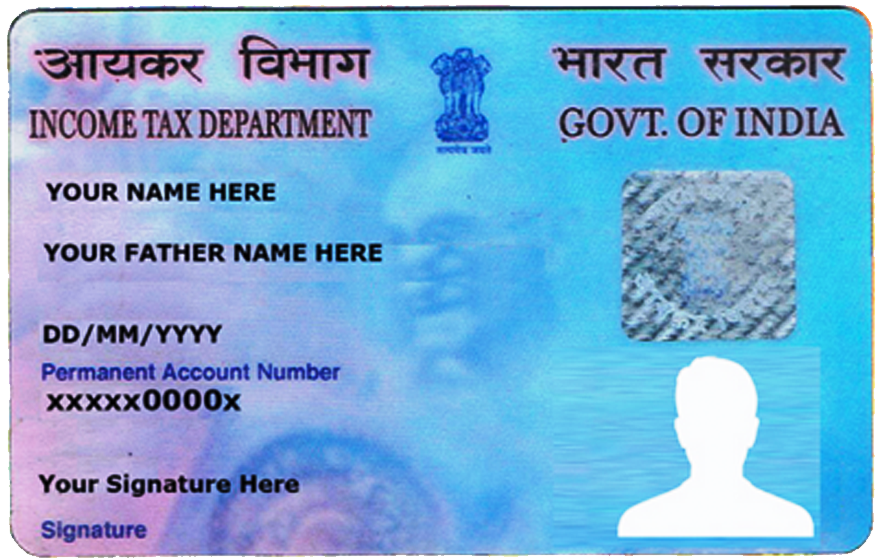 आयकर विभाग
भारत सरकार
INCOME TAX DEPARTMENT
GOVT. OF INDIA
सत्यमेव जयते
YOUR NAME HERE
YOUR FATHER NAME HERE
DD/MM/YYYY
Permanent Account Number
xxxxx0000x
Your Signature Here
Signature